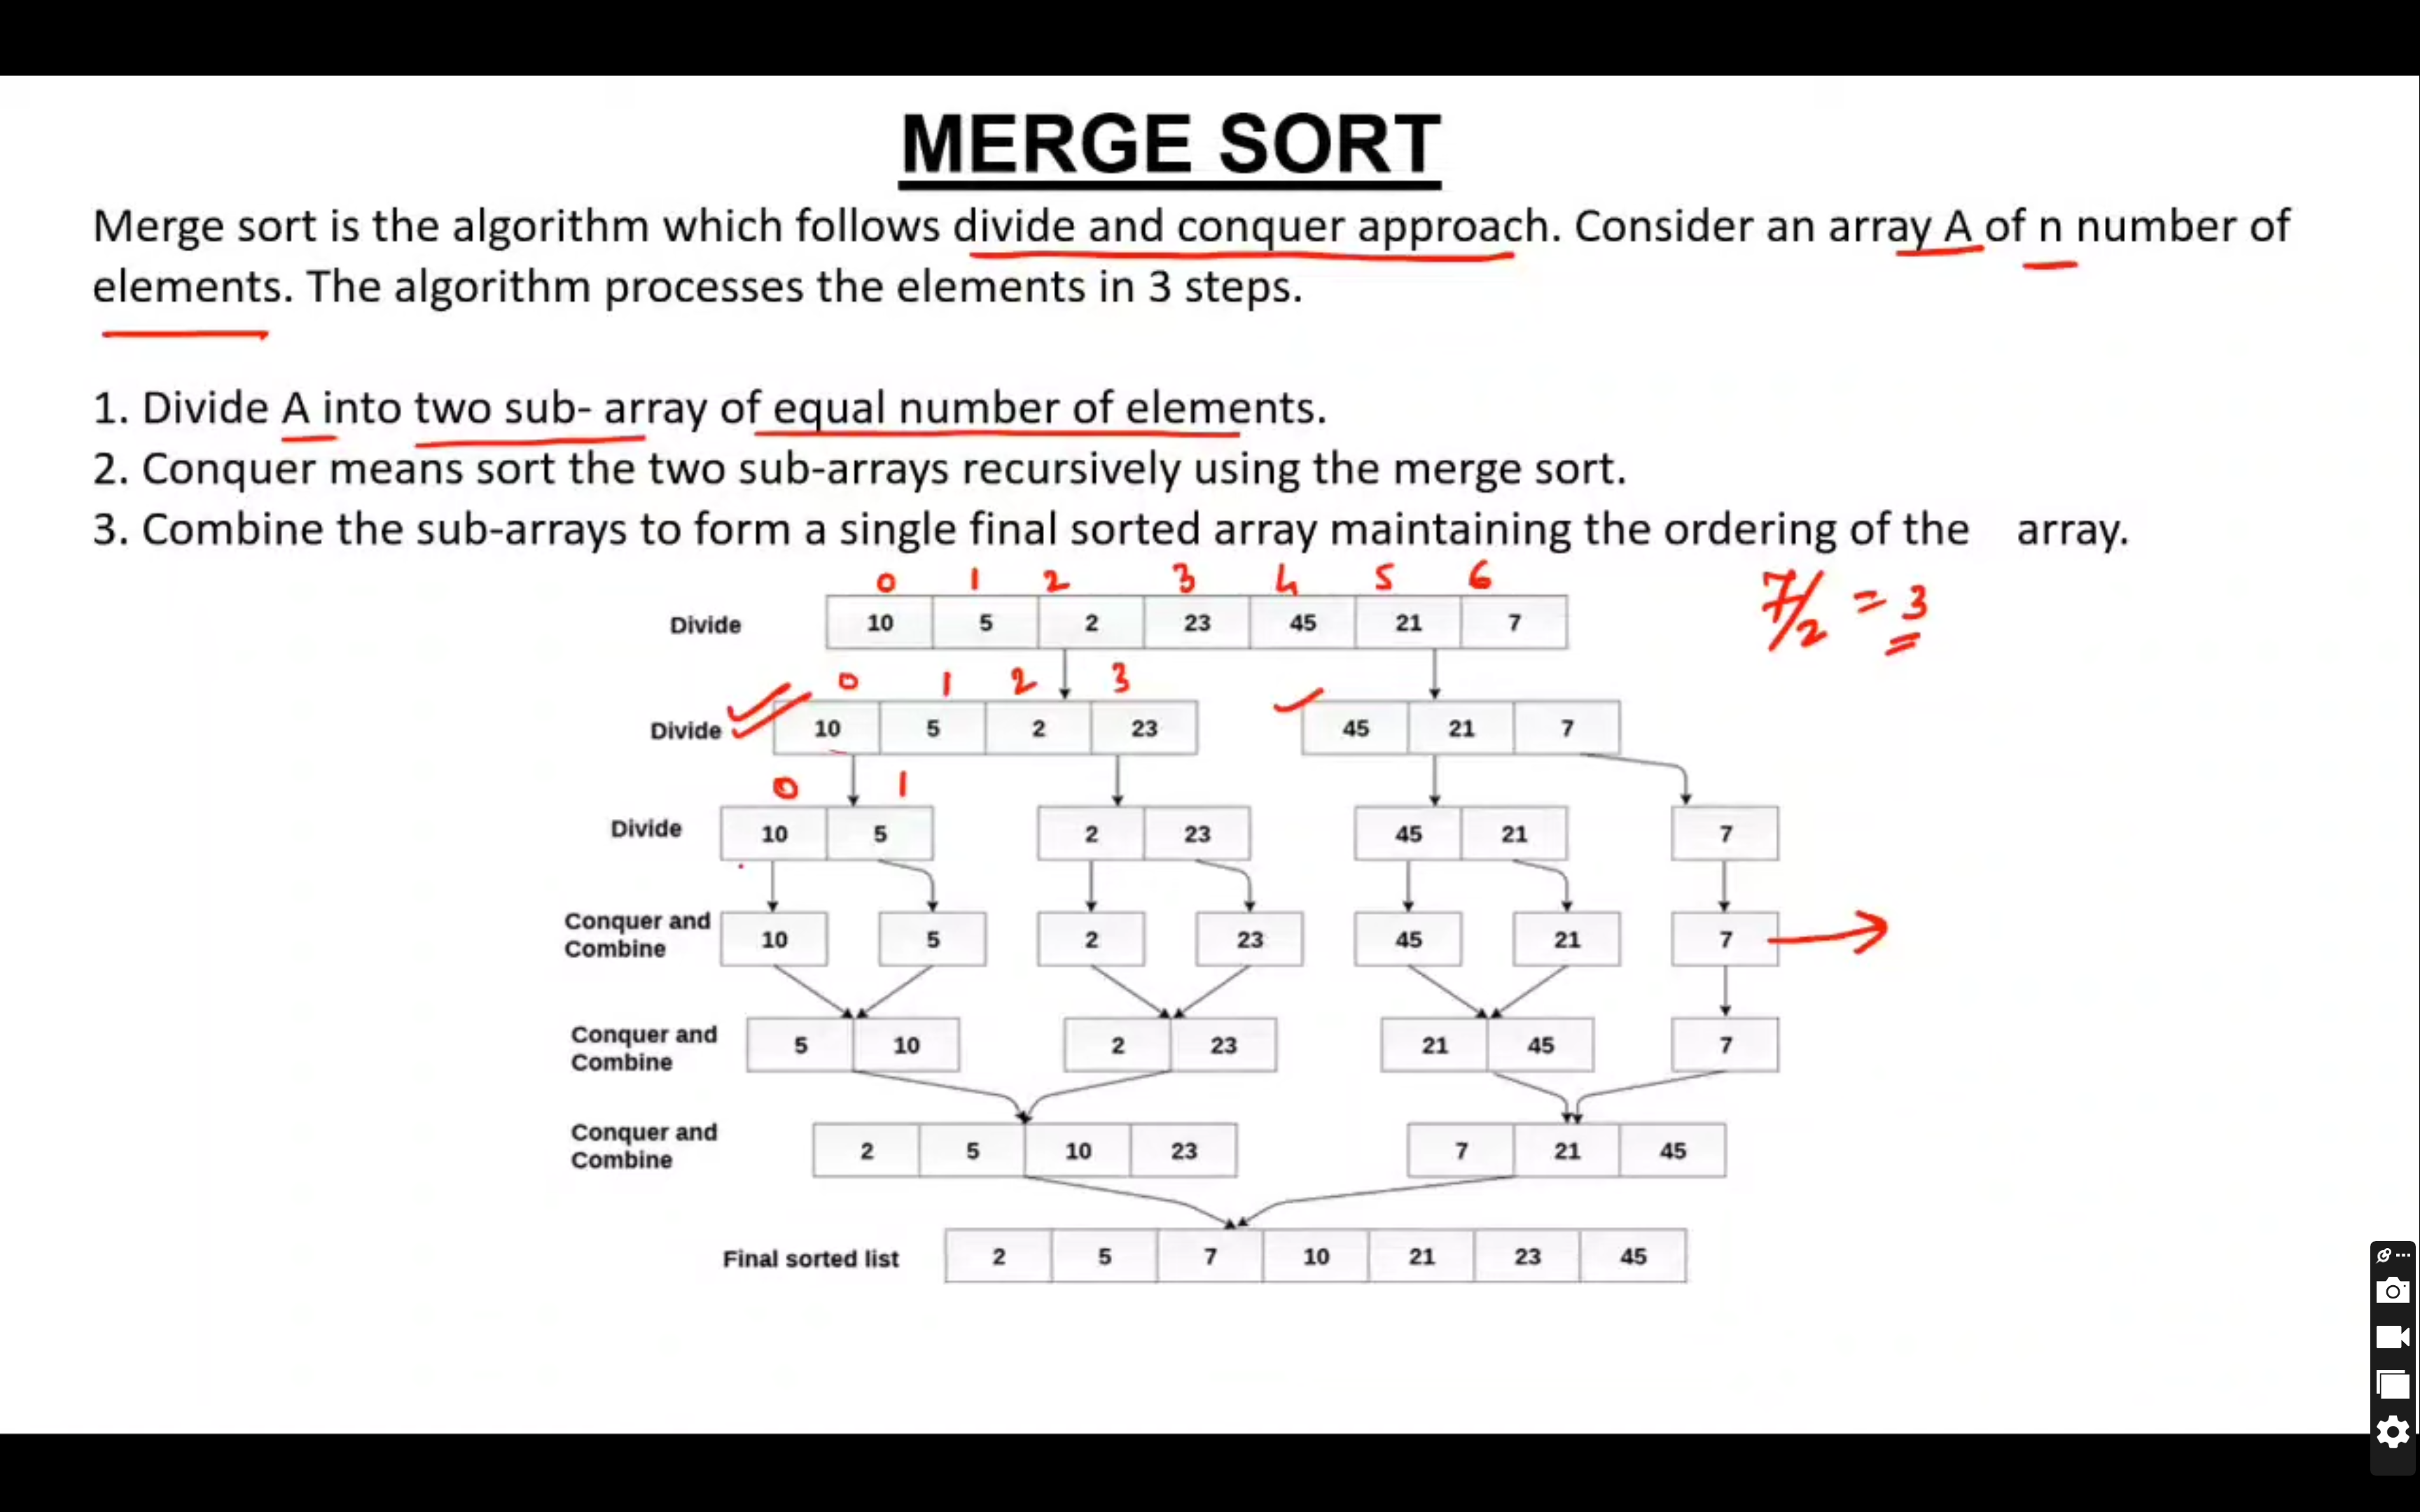 MERGE SORT
Merge sort is the algorithm which follows divide and conquer approach. Consider an array A of n number of
elements. The algorithm processes the elements in 3 steps.
1. Divide A into two sub- array of equal number of elements.
2. Conquer means sort the two sub-arrays recursively using the merge sort.
3. Combine the sub-arrays to form a single final sorted array maintaining the ordering of the array.
0 1 2 3 4 5 6
Divide 10 5 2 23 45 21 7
7/2 = 3
0 1 2 3
Divide 10 5 2 23 45 21 7
0 1
Divide 10 5 2 23 45 21 7
Conquer and
Combine 10 5 2 23 45 21 7
Conquer and
Combine 5 10 2 23 21 45 7
Conquer and
Combine 2 5 10 23 7 21 45
Final sorted list 2 5 7 10 21 23 45